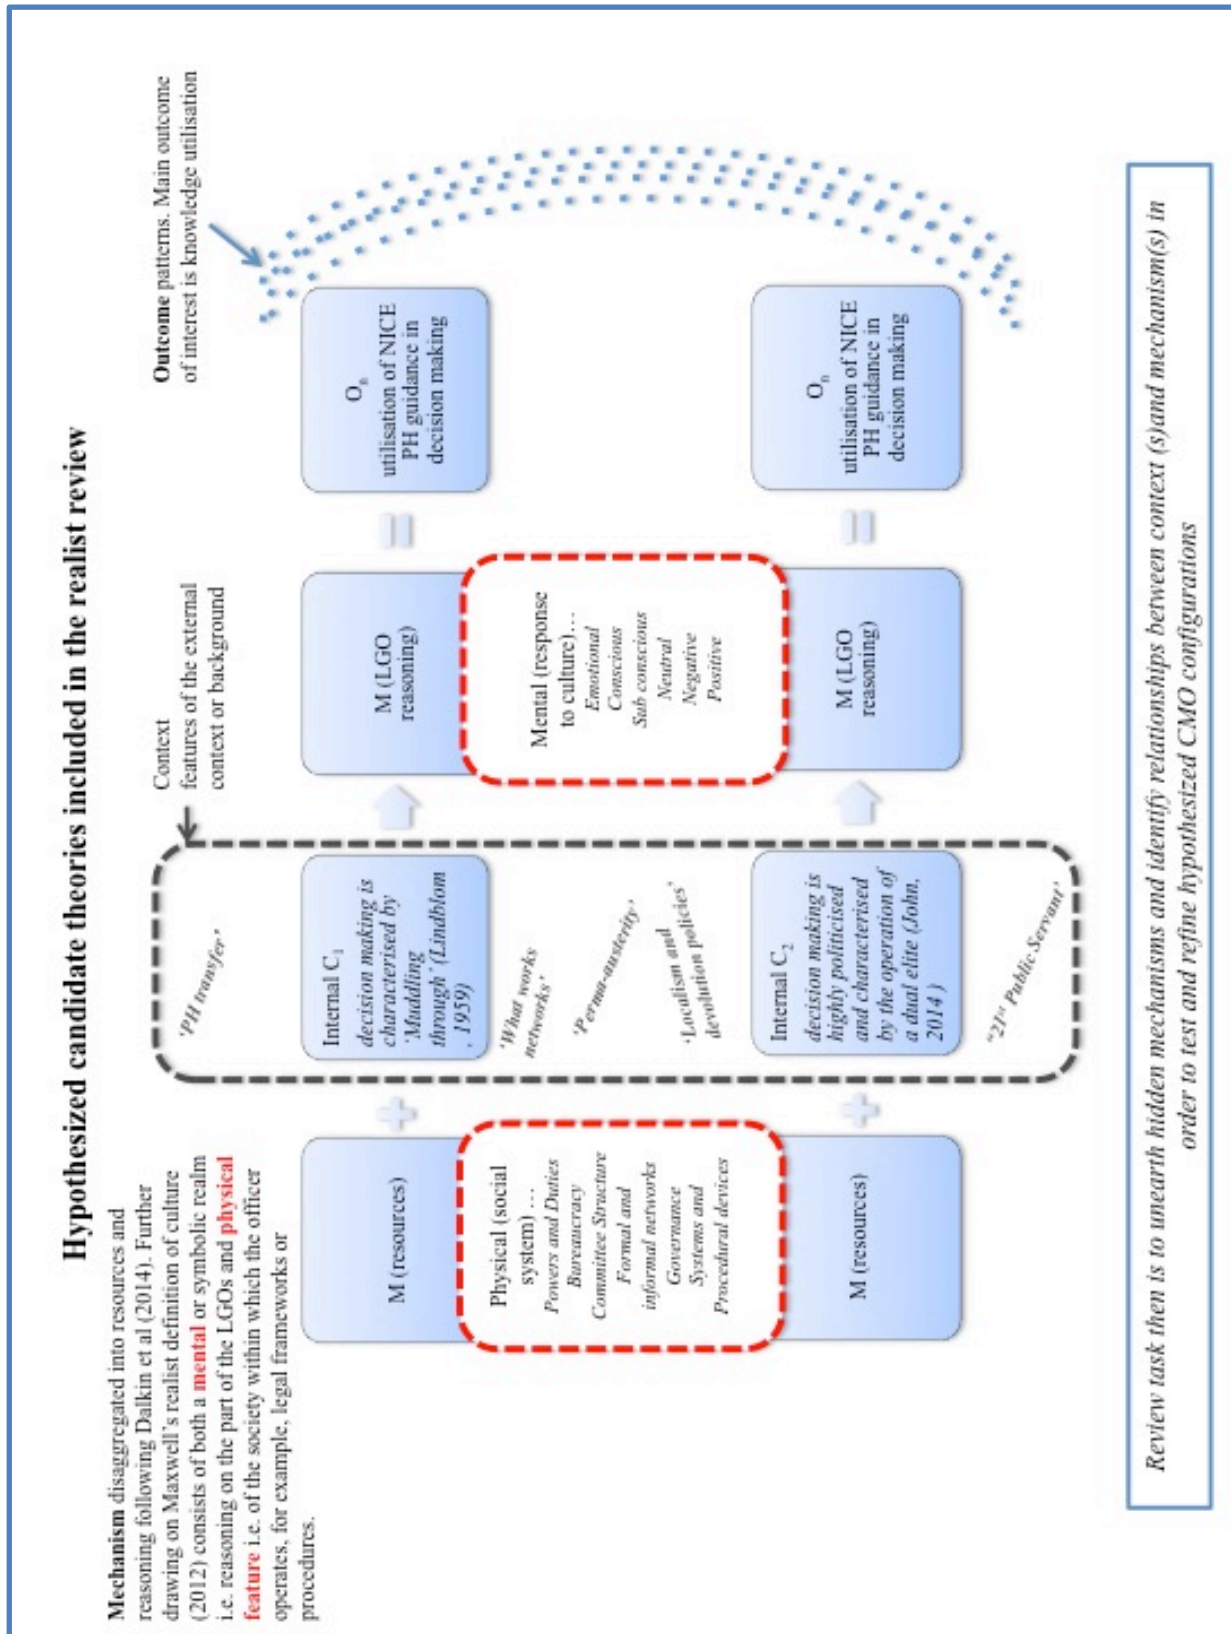 Hypothesized candidate theories included in the realist review
Mechanism disaggregated into resources and
reasoning following Dalkin et al (2014). Further
drawing on Maxwell's realist definition of culture
(2012) consists of both a mental or symbolic realm
i.e. reasoning on the part of the LGOs and physical
feature i.e. of the society within which the officer
operates, for example, legal frameworks or
procedures.
Context
features of the external
context or background
Outcome patterns. Main outcome
of interest is knowledge utilisation
'PH transfer'
M (resources)
Internal C1
decision making is
characterised by
'Muddling
through' (Lindblom
, 1959)
M (LGO
reasoning)
On
utilisation of NICE
PH guidance in
decision making
Physical (social
system) …
Powers and Duties
Bureaucracy
Committee Structure
Formal and
informal networks
Governance
Systems and
Procedural devices
'What works
networks'
'Perma-austerity'
'Localism and
devolution policies'
Mental (response
to culture)…
Emotional
Conscious
Sub conscious
Neutral
Negative
Positive
M (resources)
Internal C2
decision making is
highly politicised
and characterised
by the operation of
a dual elite (John,
2014 )
M (LGO
reasoning)
On
utilisation of NICE
PH guidance in
decision making
"21st Public Servant'
Review task then is to unearth hidden mechanisms and identify relationships between context (s)and mechanism(s) in
order to test and refine hypothesized CMO configurations